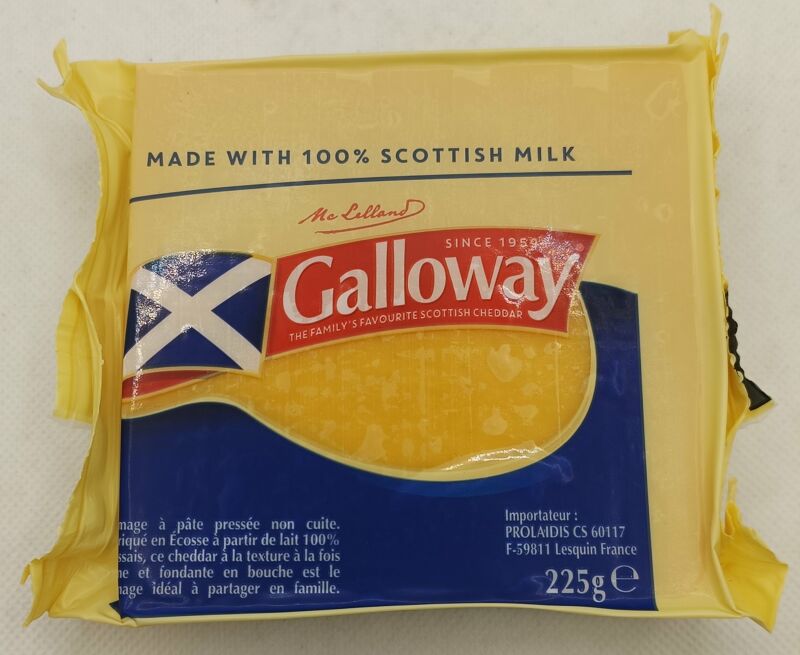 MADE WITH 100% SCOTTISH MILK
Mc Lelland
SINCE 1959
Galloway
THE FAMILY'S FAVOURITE SCOTTISH CHEDDAR
mage à pâte pressée non cuite.
riqué en Écosse à partir de lait 100%
ssais, ce cheddar à la texture à la fois
ne et fondante en bouche est le
mage idéal à partager en famille.
Importateur :
PROLAIDIS CS 60117
F-59811 Lesquin France
225g e